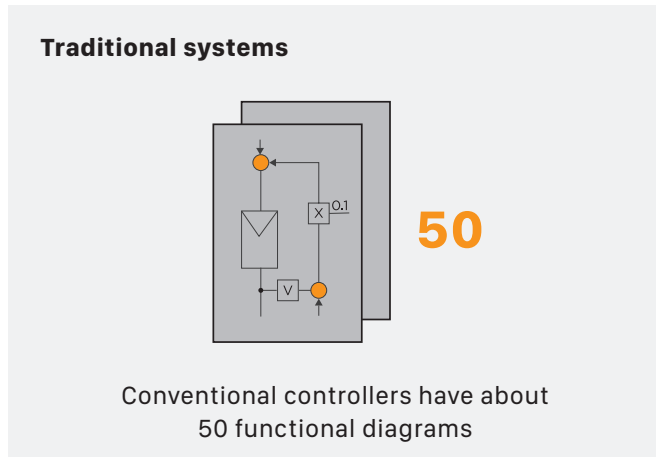 Traditional systems
0.1
X
50
V
Conventional controllers have about
50 functional diagrams